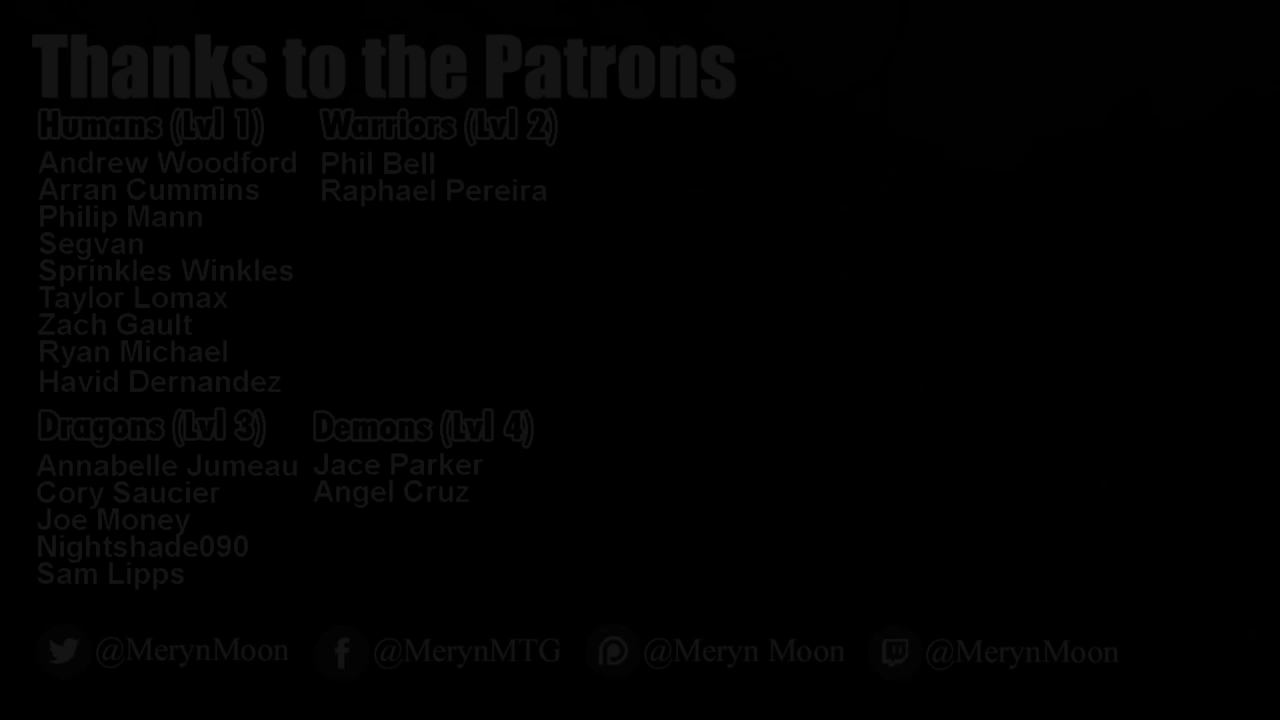 Thanks to the Patrons
Humans (Lvl 1)
Andrew Woodford
Arran Cummins
Philip Mann
Segvan
Sprinkles Winkles
Taylor Lomax
Zach Gault
Ryan Michael
Havid Dernandez
Warriors (Lvl 2)
Phil Bell
Raphael Pereira
Dragons (Lvl 3)
Annabelle Jumeau
Cory Saucier
Joe Money
Nightshade090
Sam Lipps
Demons (Lvl 4)
Jace Parker
Angel Cruz
@MerynMoon @MerynMTG @Meryn Moon @MerynMoon